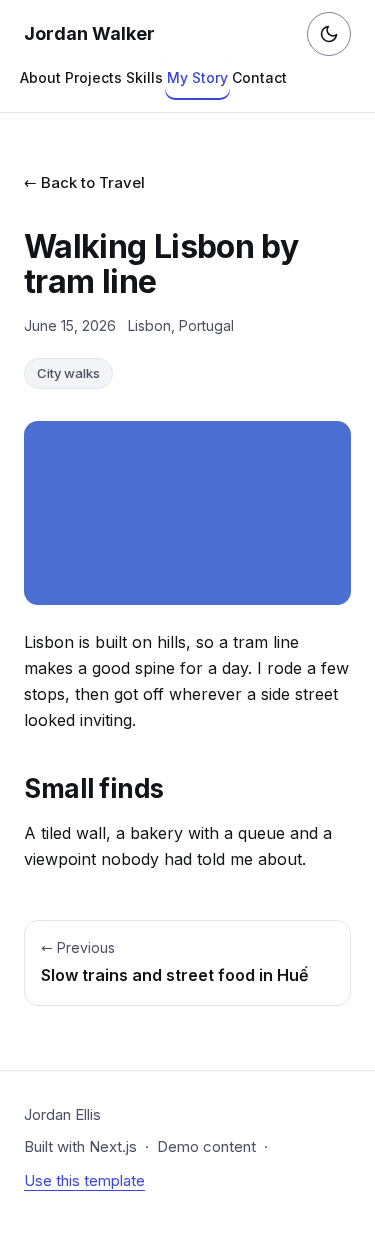 Jordan Walker
About Projects Skills My Story Contact
← Back to Travel
Walking Lisbon by
tram line
June 15, 2026 Lisbon, Portugal
City walks
Lisbon is built on hills, so a tram line
makes a good spine for a day. I rode a few
stops, then got off wherever a side street
looked inviting.
Small finds
A tiled wall, a bakery with a queue and a
viewpoint nobody had told me about.
← Previous
Slow trains and street food in Huế
Jordan Ellis
Built with Next.js · Demo content ·
Use this template